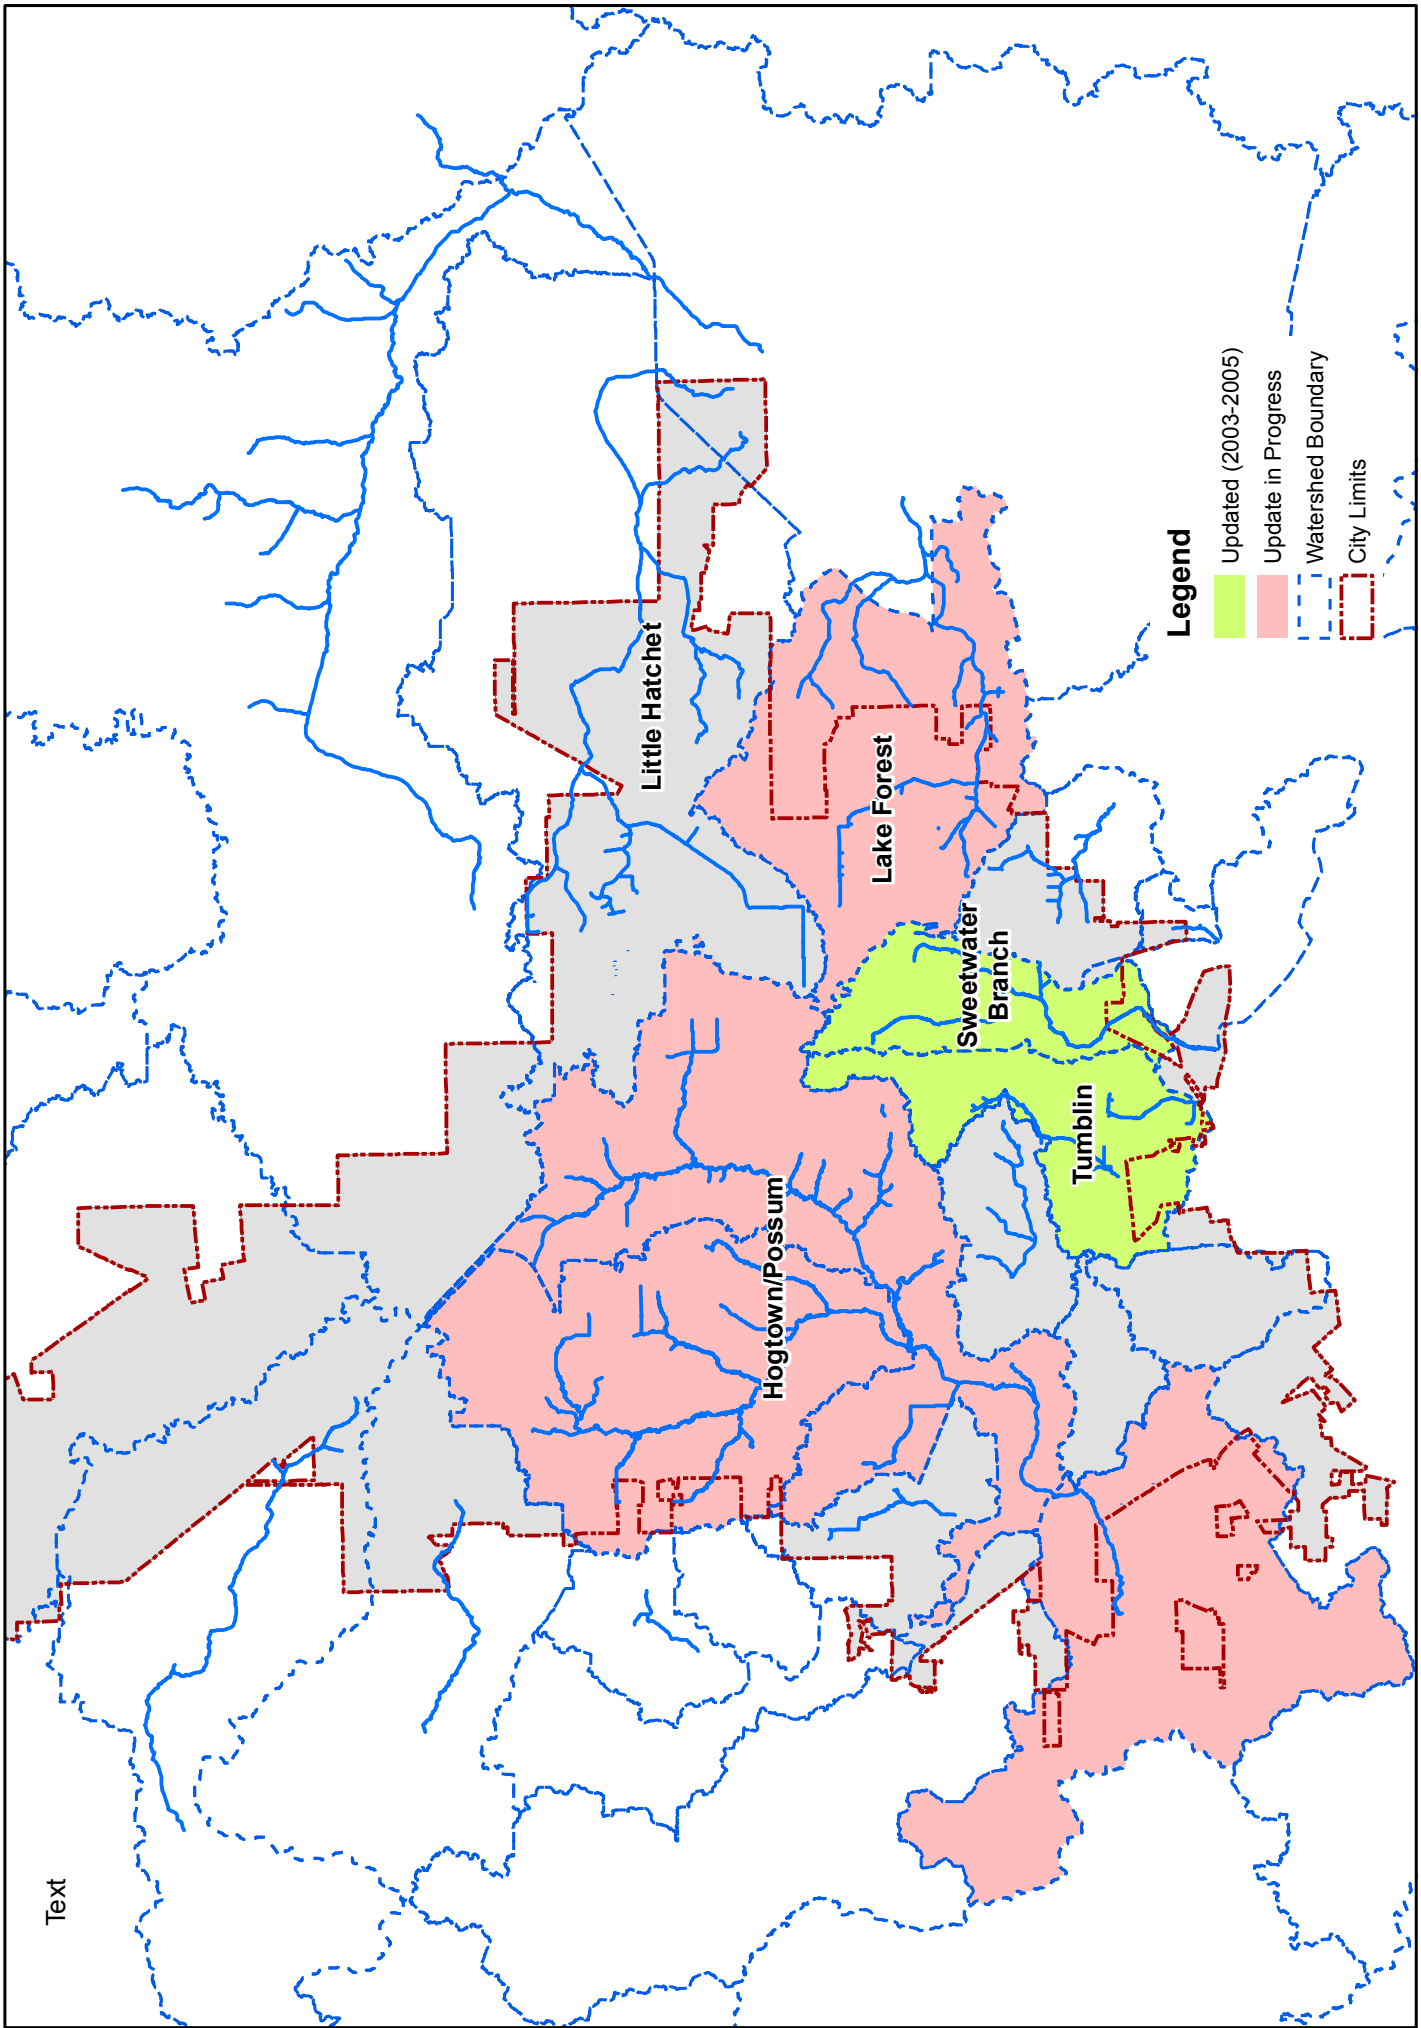 Text
Little Hatchet
Hogtown/Possum
Lake Forest
Sweetwater
Branch
Tumblin
Legend
Updated (2003-2005)
Update in Progress
Watershed Boundary
City Limits